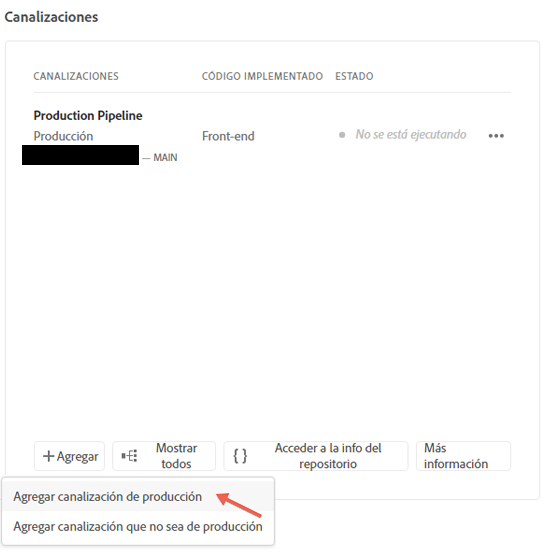 Canalizaciones
CANALIZACIONES CÓDIGO IMPLEMENTADO ESTADO
Production Pipeline
Producción Front-end No se está ejecutando
— MAIN
+ Agregar Mostrar todos { } Acceder a la info del repositorio Más información
Agregar canalización de producción
Agregar canalización que no sea de producción